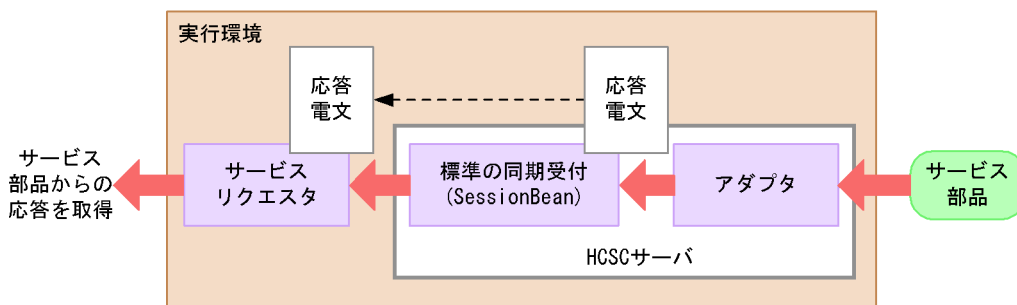 実行環境
応答
電文
応答
電文
サービス
部品からの
応答を取得
サービス
リクエスタ
標準の同期受付
(SessionBean)
アダプタ
サービス
部品
HCSCサーバ